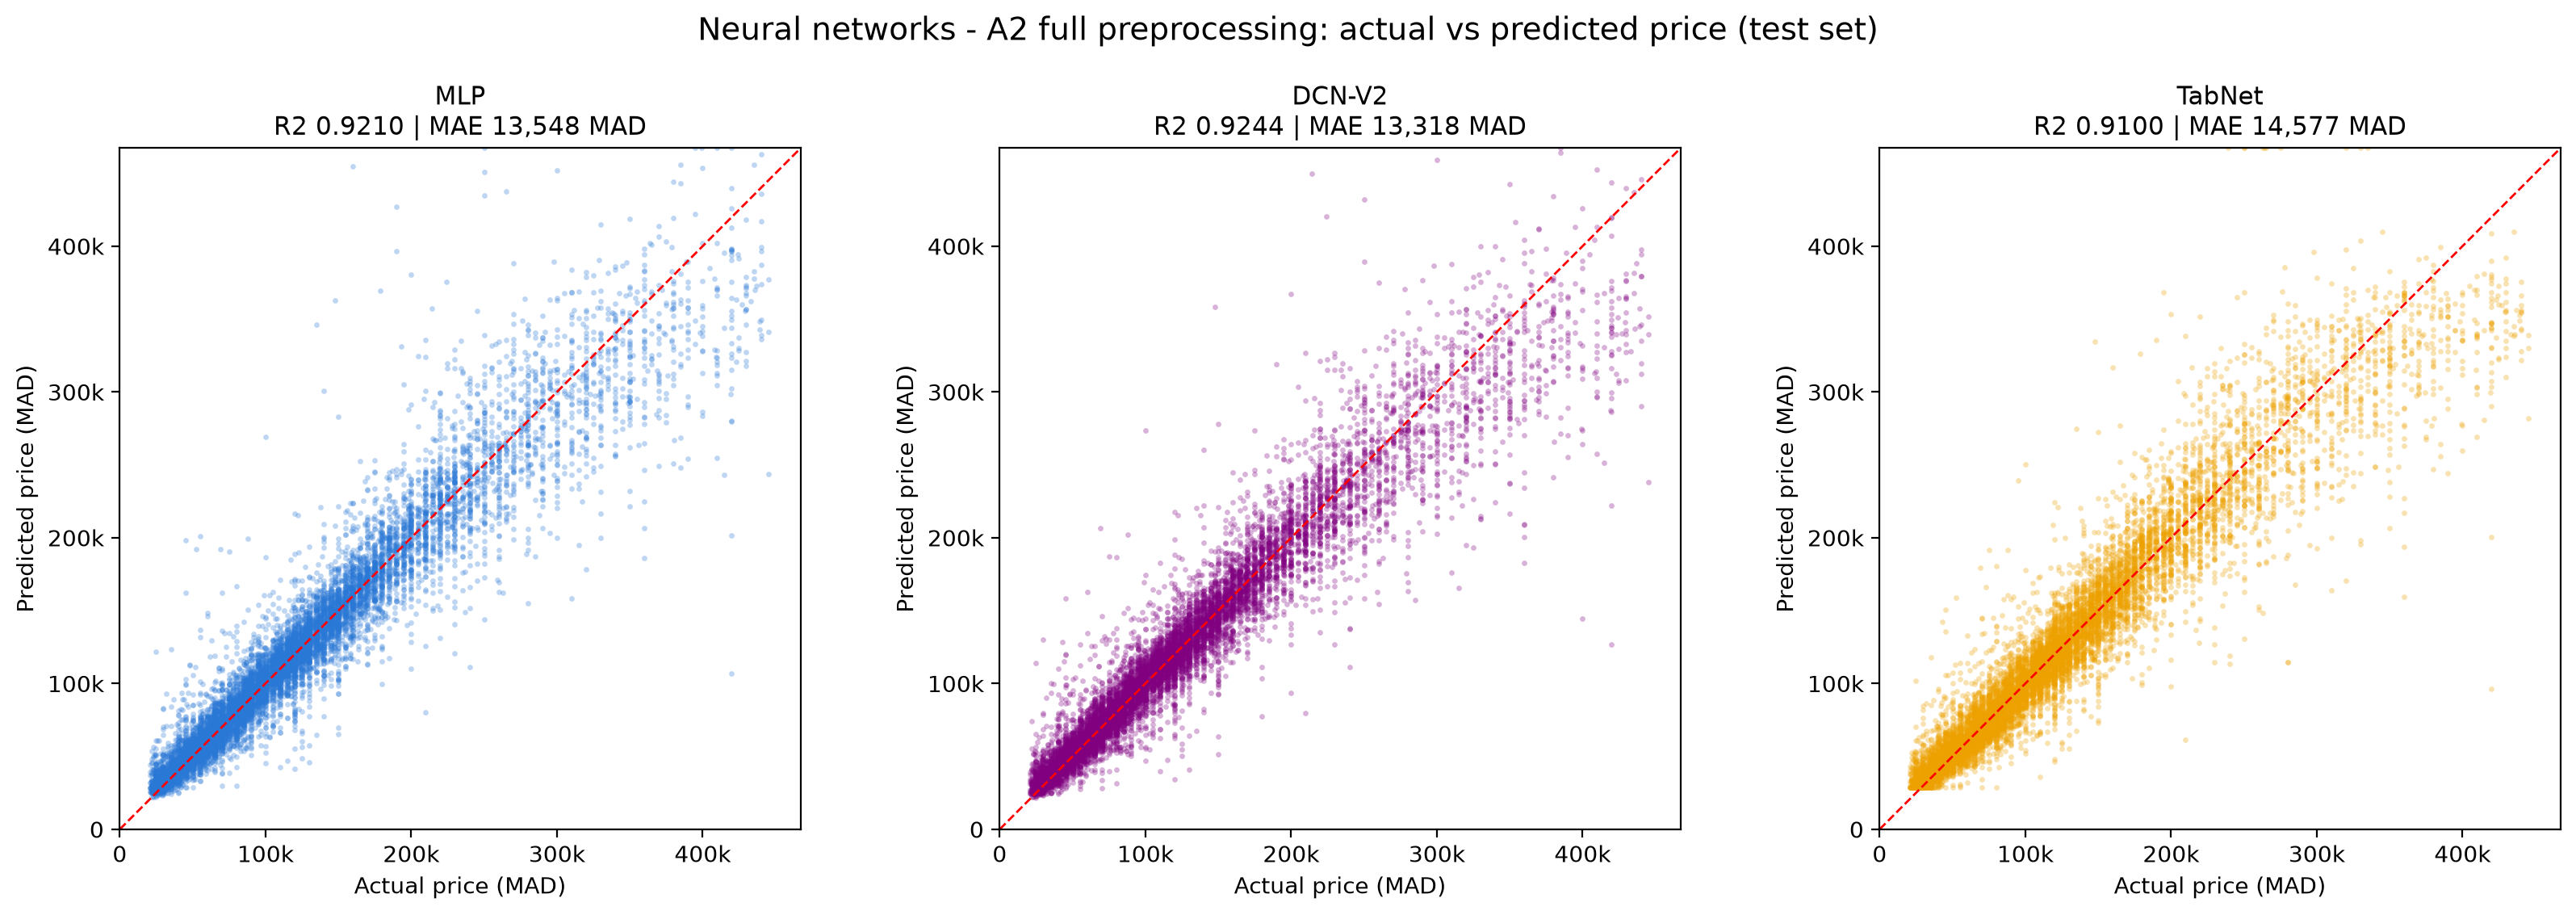 Neural networks - A2 full preprocessing: actual vs predicted price (test set)
MLP
R2 0.9210 | MAE 13,548 MAD
400k
300k
200k
100k
0
0 100k 200k 300k 400k
Predicted price (MAD)
Actual price (MAD)
DCN-V2
R2 0.9244 | MAE 13,318 MAD
400k
300k
200k
100k
0
0 100k 200k 300k 400k
Predicted price (MAD)
Actual price (MAD)
TabNet
R2 0.9100 | MAE 14,577 MAD
400k
300k
200k
100k
0
0 100k 200k 300k 400k
Predicted price (MAD)
Actual price (MAD)